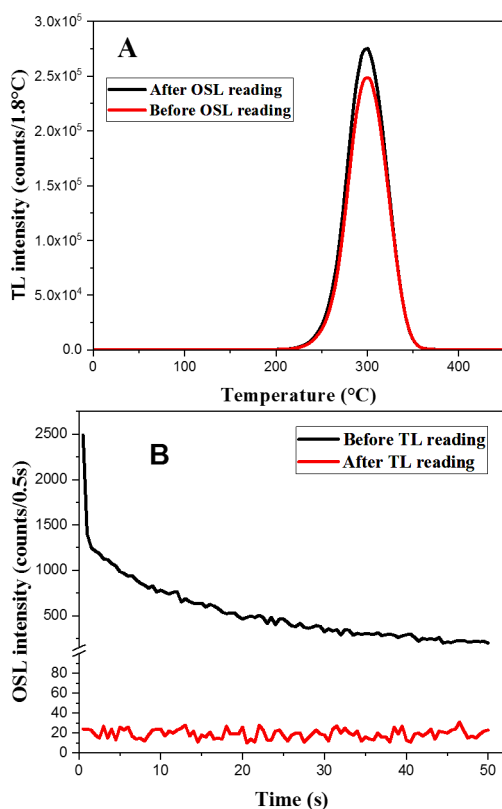 A
After OSL reading
Before OSL reading
TL intensity (counts/1.8°C)
3.0x10⁵
2.5x10⁵
2.0x10⁵
1.5x10⁵
1.0x10⁵
5.0x10⁴
0.0
0 100 200 300 400
Temperature (°C)
B
Before TL reading
After TL reading
OSL intensity (counts/0.5s)
2500
2000
1500
1000
500
80
60
40
20
0
0 10 20 30 40 50
Time (s)